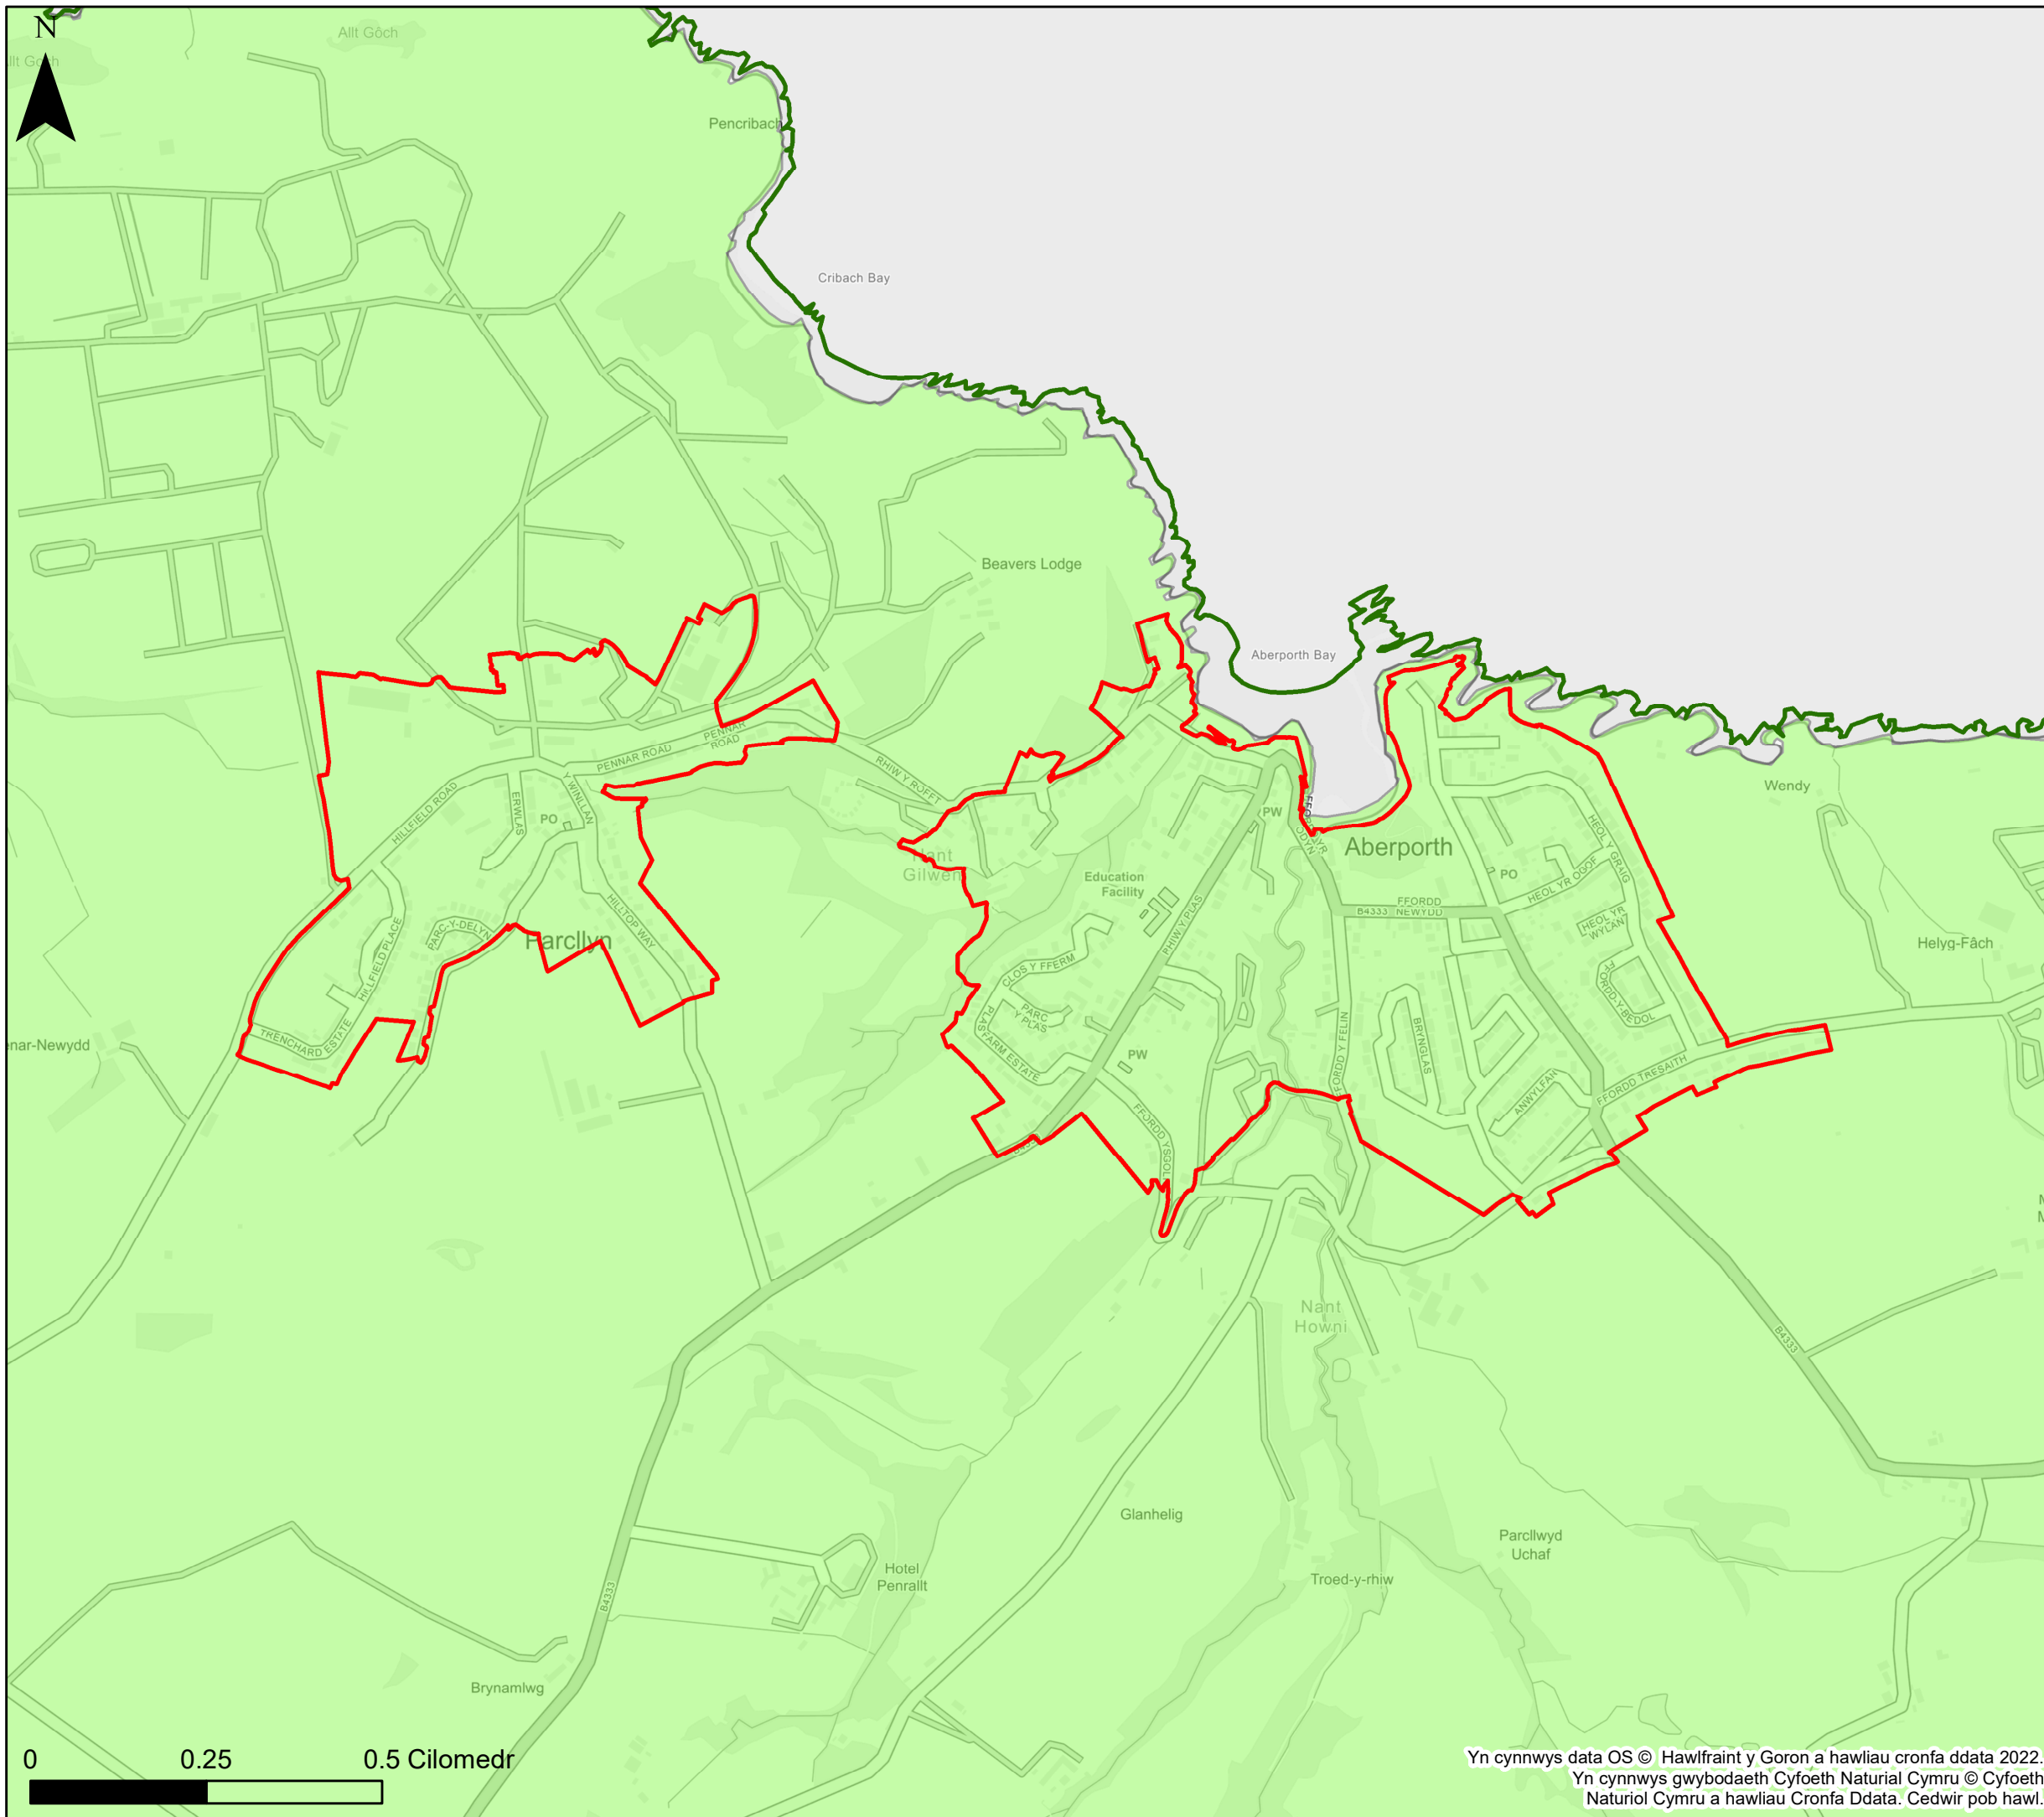 N
Allt Gôch
Pencribach
Cribach Bay
Beavers Lodge
Aberporth Bay
PENNAR ROAD
PENNAR
ROAD
RHIW Y ROFFT
HILLFIELD ROAD
ERWLAS
Y WINLLAN
PO
Nant
Gilwen
Education
Facility
PW
Aberporth
PO
Wendy
HEOL Y GRAIG
HEOL YR OGOF
FFORDD
B4333 NEWYDD
HEOL YR
WYLAN
Helyg-Fâch
HILLTOP WAY
Parcllyn
PARC-Y-DELYN
HILLFIELD PLACE
TRENCHARD ESTATE
CLOS Y FFERM
PARC
Y PLAS
PLAS FARM ESTATE
PW
FFORDD YSGOL
FFORDD Y FELIN
BRYNGLAS
FFORDD-Y-BEDOL
ANWYLFAN
FFORDD TRESAITH
Nant
Howni
B4333
Glanhelig
Parcllwyd
Uchaf
Hotel
Penrallt
Troed-y-rhiw
B4333
Brynamlwg
0 0.25 0.5 Cilomedr
Yn cynnwys data OS © Hawlfraint y Goron a hawliau cronfa ddata 2022.
Yn cynnwys gwybodaeth Cyfoeth Naturial Cymru © Cyfoeth
Naturiol Cymru a hawliau Cronfa Ddata. Cedwir pob hawl.